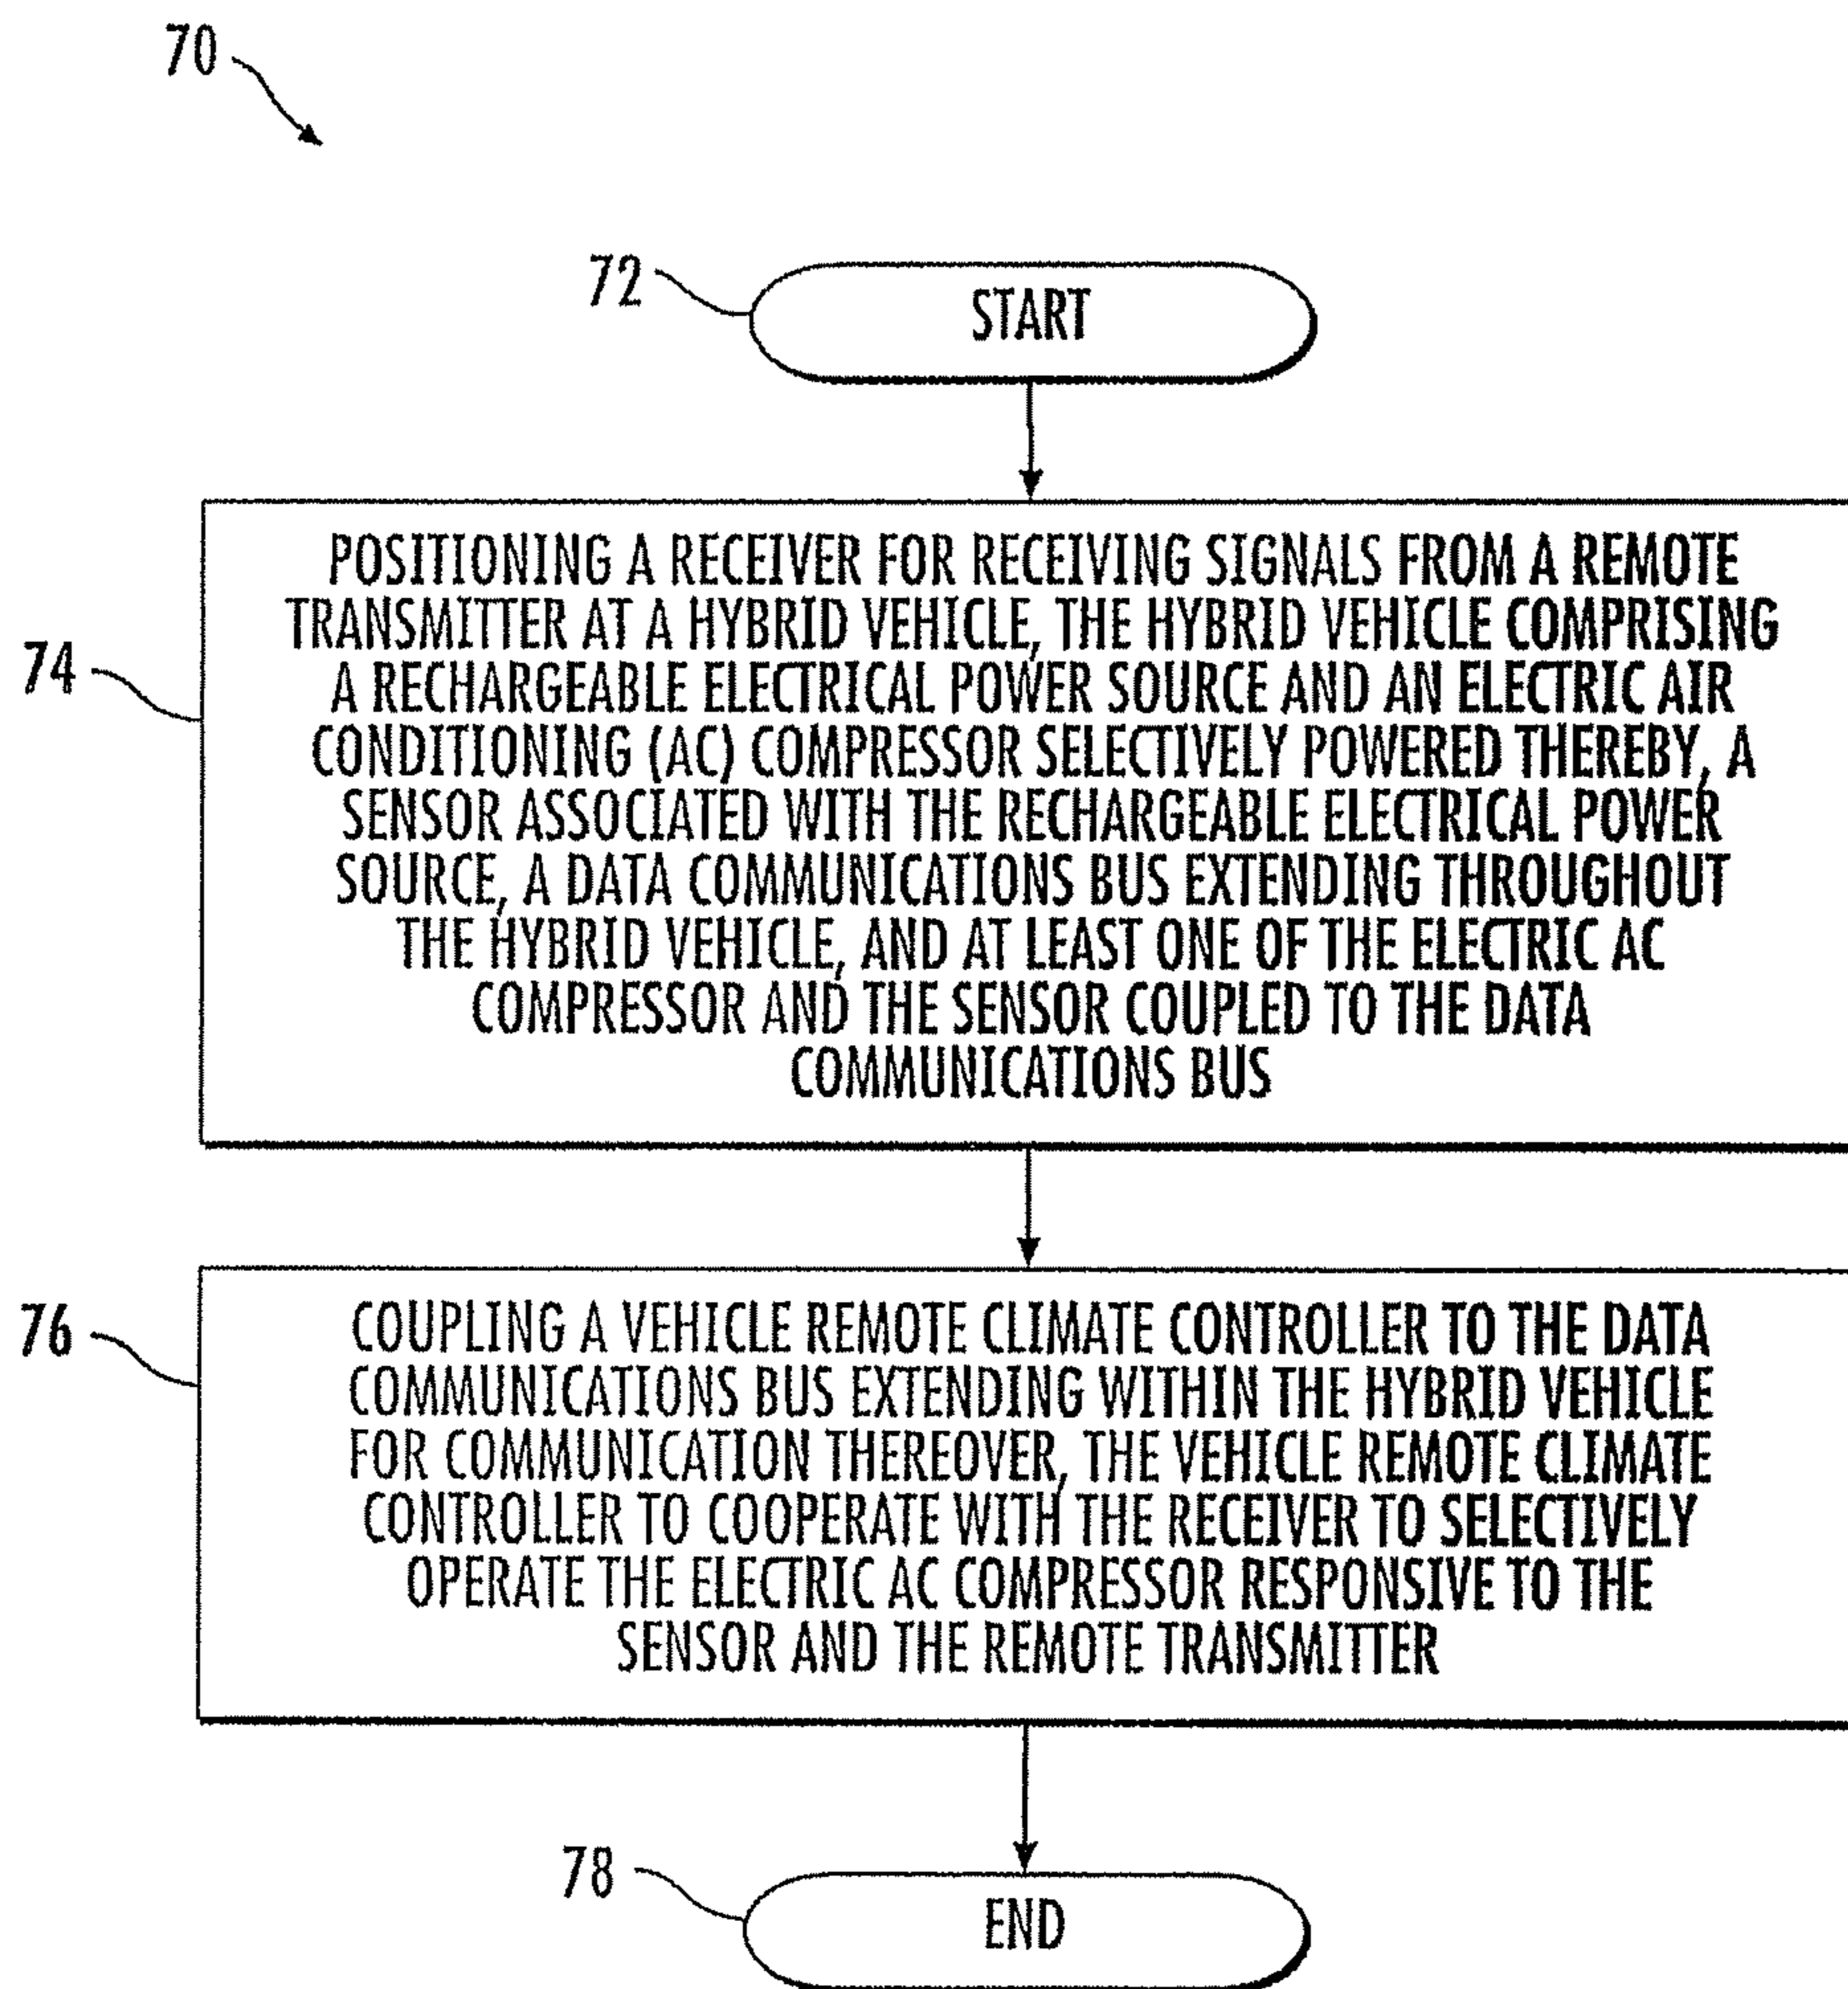 70
72
START
74
POSITIONING A RECEIVER FOR RECEIVING SIGNALS FROM A REMOTE
TRANSMITTER AT A HYBRID VEHICLE, THE HYBRID VEHICLE COMPRISING
A RECHARGEABLE ELECTRICAL POWER SOURCE AND AN ELECTRIC AIR
CONDITIONING (AC) COMPRESSOR SELECTIVELY POWERED THEREBY, A
SENSOR ASSOCIATED WITH THE RECHARGEABLE ELECTRICAL POWER
SOURCE, A DATA COMMUNICATIONS BUS EXTENDING THROUGHOUT
THE HYBRID VEHICLE, AND AT LEAST ONE OF THE ELECTRIC AC
COMPRESSOR AND THE SENSOR COUPLED TO THE DATA
COMMUNICATIONS BUS
76
COUPLING A VEHICLE REMOTE CLIMATE CONTROLLER TO THE DATA
COMMUNICATIONS BUS EXTENDING WITHIN THE HYBRID VEHICLE
FOR COMMUNICATION THEREOVER, THE VEHICLE REMOTE CLIMATE
CONTROLLER TO COOPERATE WITH THE RECEIVER TO SELECTIVELY
OPERATE THE ELECTRIC AC COMPRESSOR RESPONSIVE TO THE
SENSOR AND THE REMOTE TRANSMITTER
78
END